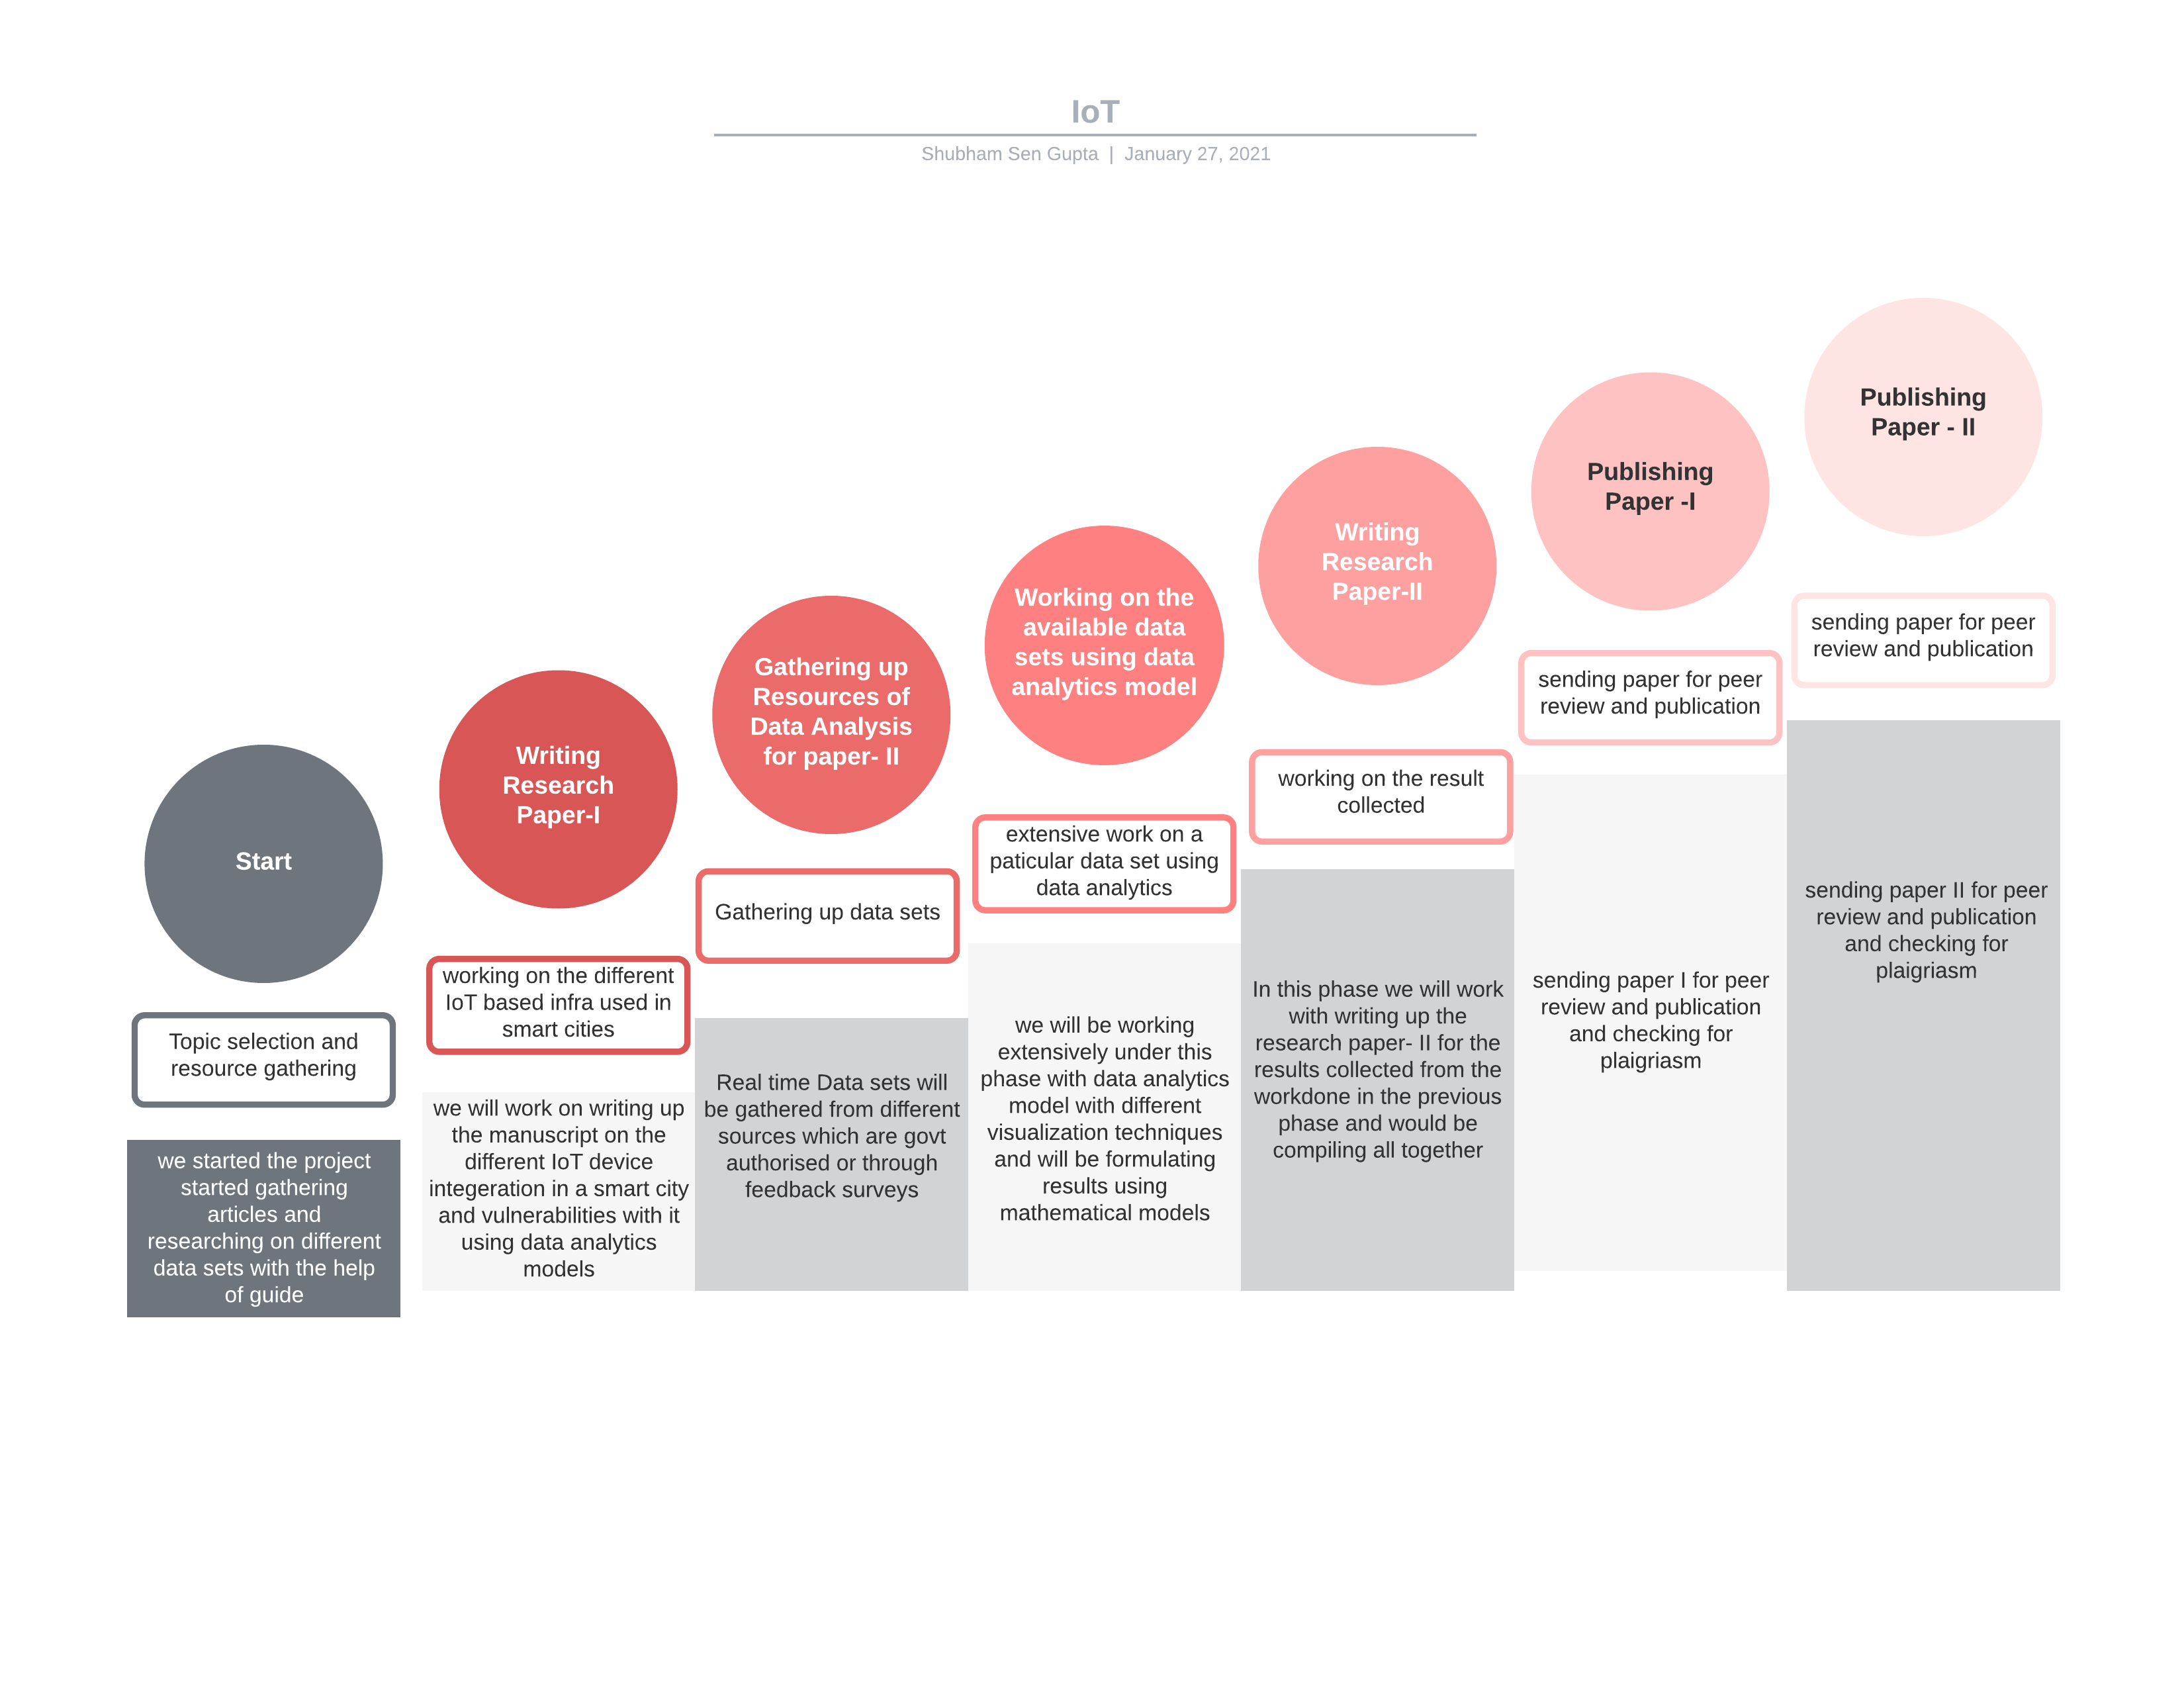 IoT
Shubham Sen Gupta | January 27, 2021
Start
Topic selection and
resource gathering
we started the project
started gathering
articles and
researching on different
data sets with the help
of guide
Writing
Research
Paper-I
working on the different
IoT based infra used in
smart cities
we will work on writing up
the manuscript on the
different IoT device
integeration in a smart city
and vulnerabilities with it
using data analytics
models
Gathering up
Resources of
Data Analysis
for paper- II
Gathering up data sets
Real time Data sets will
be gathered from different
sources which are govt
authorised or through
feedback surveys
Working on the
available data
sets using data
analytics model
extensive work on a
paticular data set using
data analytics
we will be working
extensively under this
phase with data analytics
model with different
visualization techniques
and will be formulating
results using
mathematical models
Writing
Research
Paper-II
working on the result
collected
In this phase we will work
with writing up the
research paper- II for the
results collected from the
workdone in the previous
phase and would be
compiling all together
Publishing
Paper -I
sending paper for peer
review and publication
sending paper I for peer
review and publication
and checking for
plaigriasm
Publishing
Paper - II
sending paper for peer
review and publication
sending paper II for peer
review and publication
and checking for
plaigriasm